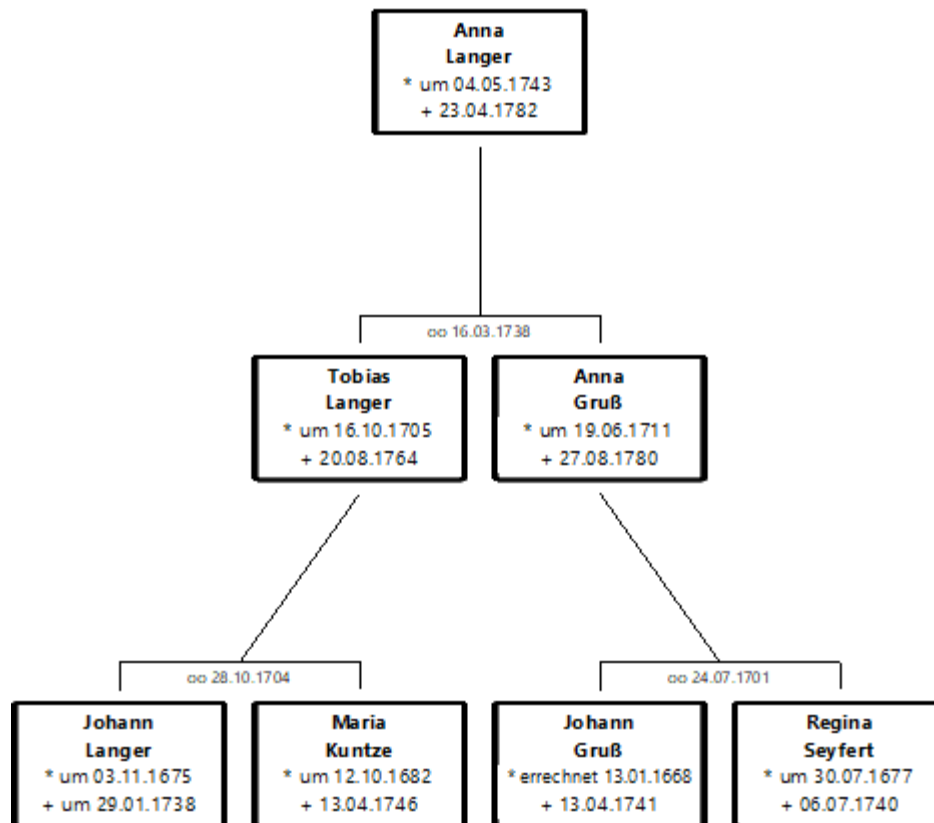 Anna
Langer
* um 04.05.1743
+ 23.04.1782
oo 16.03.1738
Tobias
Langer
* um 16.10.1705
+ 20.08.1764
Anna
Gruß
* um 19.06.1711
+ 27.08.1780
oo 28.10.1704
oo 24.07.1701
Johann
Langer
* um 03.11.1675
+ um 29.01.1738
Maria
Kuntze
* um 12.10.1682
+ 13.04.1746
Johann
Gruß
* errechnet 13.01.1668
+ 13.04.1741
Regina
Seyfert
* um 30.07.1677
+ 06.07.1740